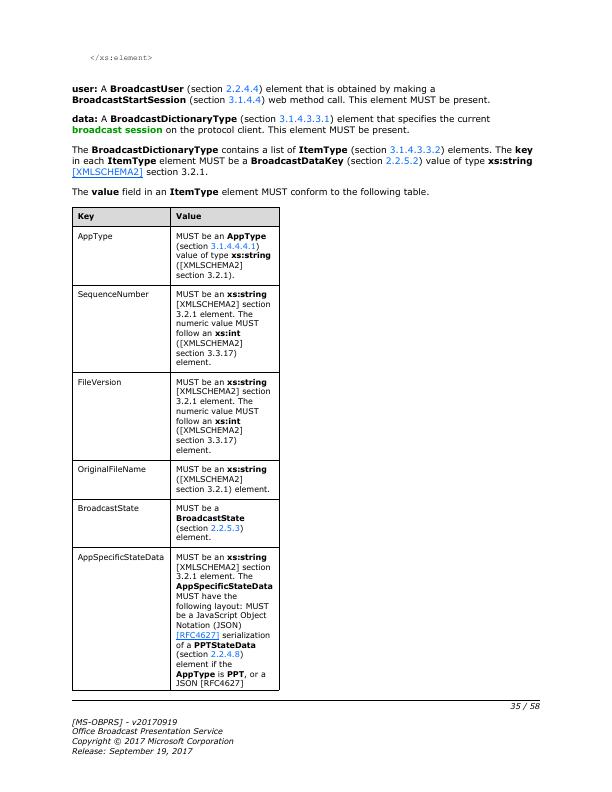 </xs:element>
user: A BroadcastUser (section 2.2.4.4) element that is obtained by making a
BroadcastStartSession (section 3.1.4.4) web method call. This element MUST be present.
data: A BroadcastDictionaryType (section 3.1.4.3.3.1) element that specifies the current
broadcast session on the protocol client. This element MUST be present.
The BroadcastDictionaryType contains a list of ItemType (section 3.1.4.3.3.2) elements. The key
in each ItemType element MUST be a BroadcastDataKey (section 2.2.5.2) value of type xs:string
[XMLSCHEMA2] section 3.2.1.
The value field in an ItemType element MUST conform to the following table.
Key Value
AppType MUST be an AppType
(section 3.1.4.4.4.1)
value of type xs:string
([XMLSCHEMA2]
section 3.2.1).
SequenceNumber MUST be an xs:string
[XMLSCHEMA2] section
3.2.1 element. The
numeric value MUST
follow an xs:int
([XMLSCHEMA2]
section 3.3.17)
element.
FileVersion MUST be an xs:string
[XMLSCHEMA2] section
3.2.1 element. The
numeric value MUST
follow an xs:int
([XMLSCHEMA2]
section 3.3.17)
element.
OriginalFileName MUST be an xs:string
([XMLSCHEMA2]
section 3.2.1) element.
BroadcastState MUST be a
BroadcastState
(section 2.2.5.3)
element.
AppSpecificStateData MUST be an xs:string
[XMLSCHEMA2] section
3.2.1 element. The
AppSpecificStateData
MUST have the
following layout: MUST
be a JavaScript Object
Notation (JSON)
[RFC4627] serialization
of a PPTStateData
(section 2.2.4.8)
element if the
AppType is PPT, or a
JSON [RFC4627]
35 / 58
[MS-OBPRS] - v20170919
Office Broadcast Presentation Service
Copyright © 2017 Microsoft Corporation
Release: September 19, 2017